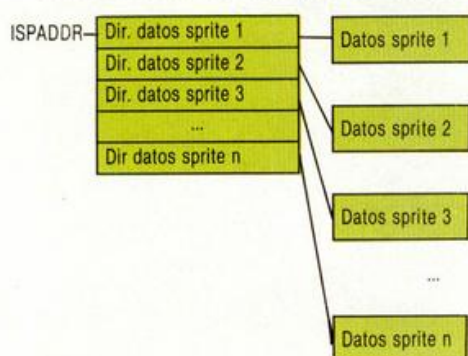 ISPADDR
Dir. datos sprite 1
Dir. datos sprite 2
Dir. datos sprite 3
...
Dir datos sprite n
Datos sprite 1
Datos sprite 2
Datos sprite 3
...
Datos sprite n